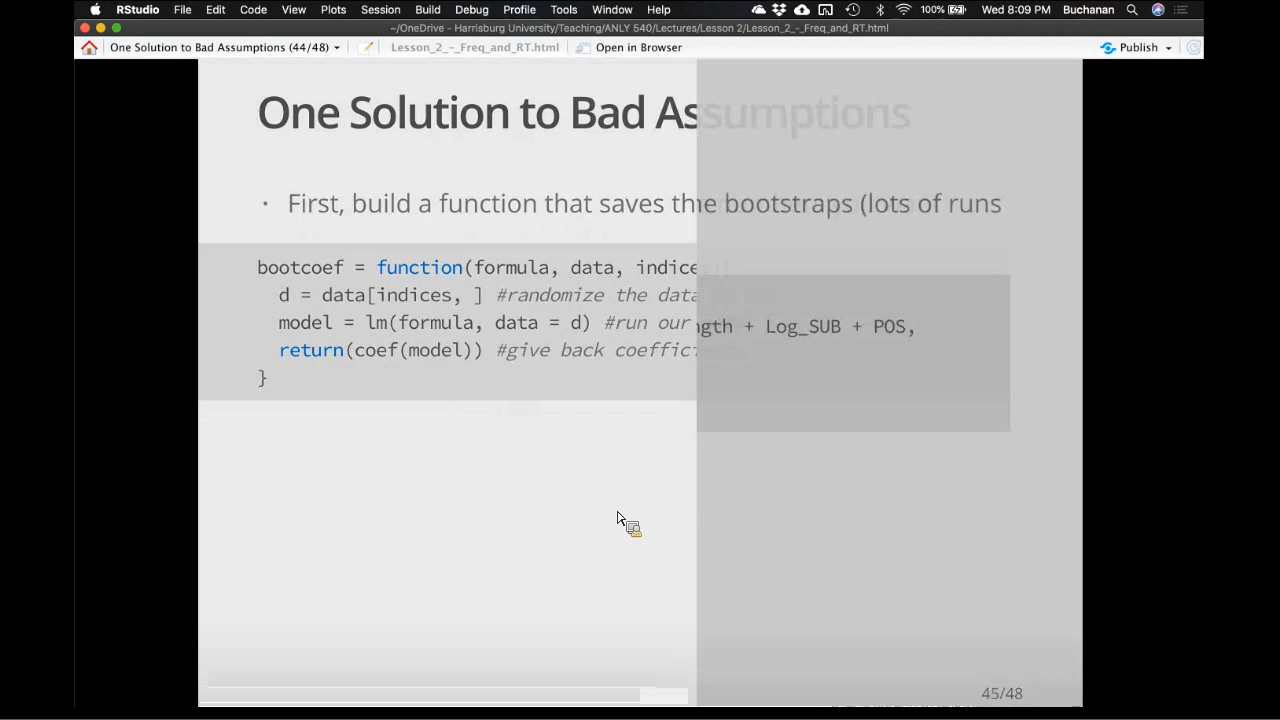 RStudio File Edit Code View Plots Session Build Debug Profile Tools Window Help 100% Wed 8:09 PM Buchanan
~/OneDrive - Harrisburg University/Teaching/ANLY 540/Lectures/Lesson 2/Lesson_2_-_Freq_and_RT.html
One Solution to Bad Assumptions (44/48) Lesson_2_-_Freq_and_RT.html Open in Browser Publish
One Solution to Bad Assumptions
• First, build a function that saves the bootstraps (lots of runs
bootcoef = function(formula, data, indices
d = data[indices, ] #randomize the data
model = lm(formula, data = d) #run our ngth + Log_SUB + POS,
return(coef(model)) #give back coeffici
}
45/48